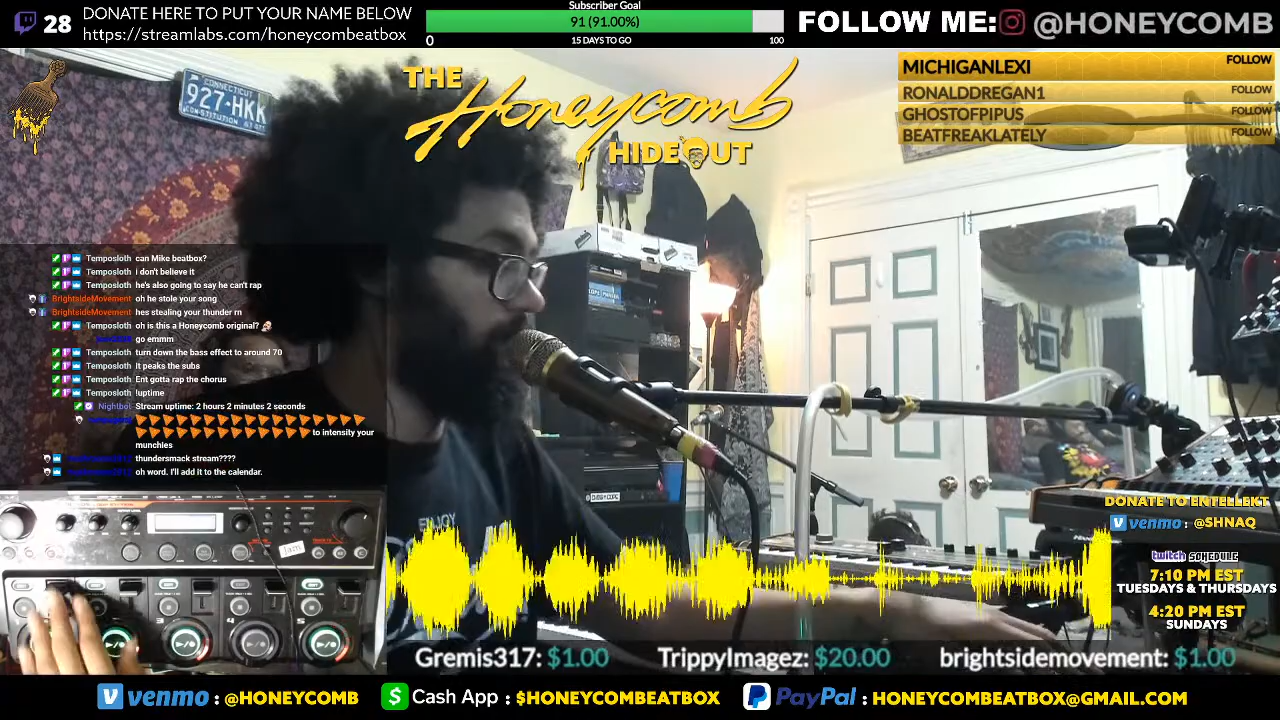 28
DONATE HERE TO PUT YOUR NAME BELOW
https://streamlabs.com/honeycombeatbox
Subscriber Goal
91 (91.00%)
0
15 DAYS TO GO
100
FOLLOW ME: @HONEYCOMB
MICHIGANLEXI FOLLOW
RONALDDREGAN1 FOLLOW
GHOSTOFPIPUS FOLLOW
BEATFREAKLATELY FOLLOW
CONNECTICUT
927·HKK
CONSTITUTION
THE
Honeycomb
HIDEOUT
Temposloth can Mike beatbox?
Temposloth i don't believe it
Temposloth he's also going to say he can't rap
BrightsideMovement oh he stole your song
BrightsideMovement hes stealing your thunder rn
Temposloth oh is this a Honeycomb original?
go emmm
Temposloth turn down the bass effect to around 70
Temposloth It peaks the subs
Temposloth Ent gotta rap the chorus
Temposloth !uptime
Nightbot Stream uptime: 2 hours 2 minutes 2 seconds
to intensify your
munchies
thundersmack stream????
oh word. I'll add it to the calendar.
3
4
5
ENJOY
DONATE TO ENTELLEKT
venmo : @SHNAQ
twitch SCHEDULE
7:10 PM EST
TUESDAYS & THURSDAYS
4:20 PM EST
SUNDAYS
Gremis317: $1.00
TrippyImagez: $20.00
brightsidemovement: $1.00
venmo : @HONEYCOMB
Cash App : $HONEYCOMBEATBOX
PayPal : HONEYCOMBEATBOX@GMAIL.COM